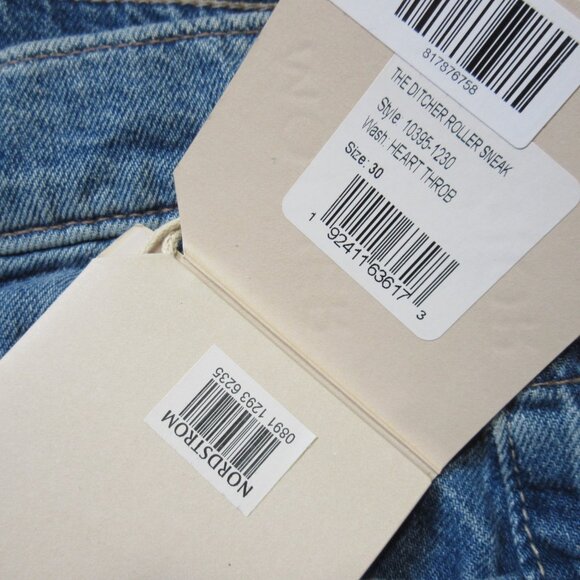 817876758
THE DITCHER ROLLER SNEAK
Style: 10395-1230
Wash: HEART THROB
Size: 30
1 92411 63617 3
0891 1293 6235
NORDSTROM